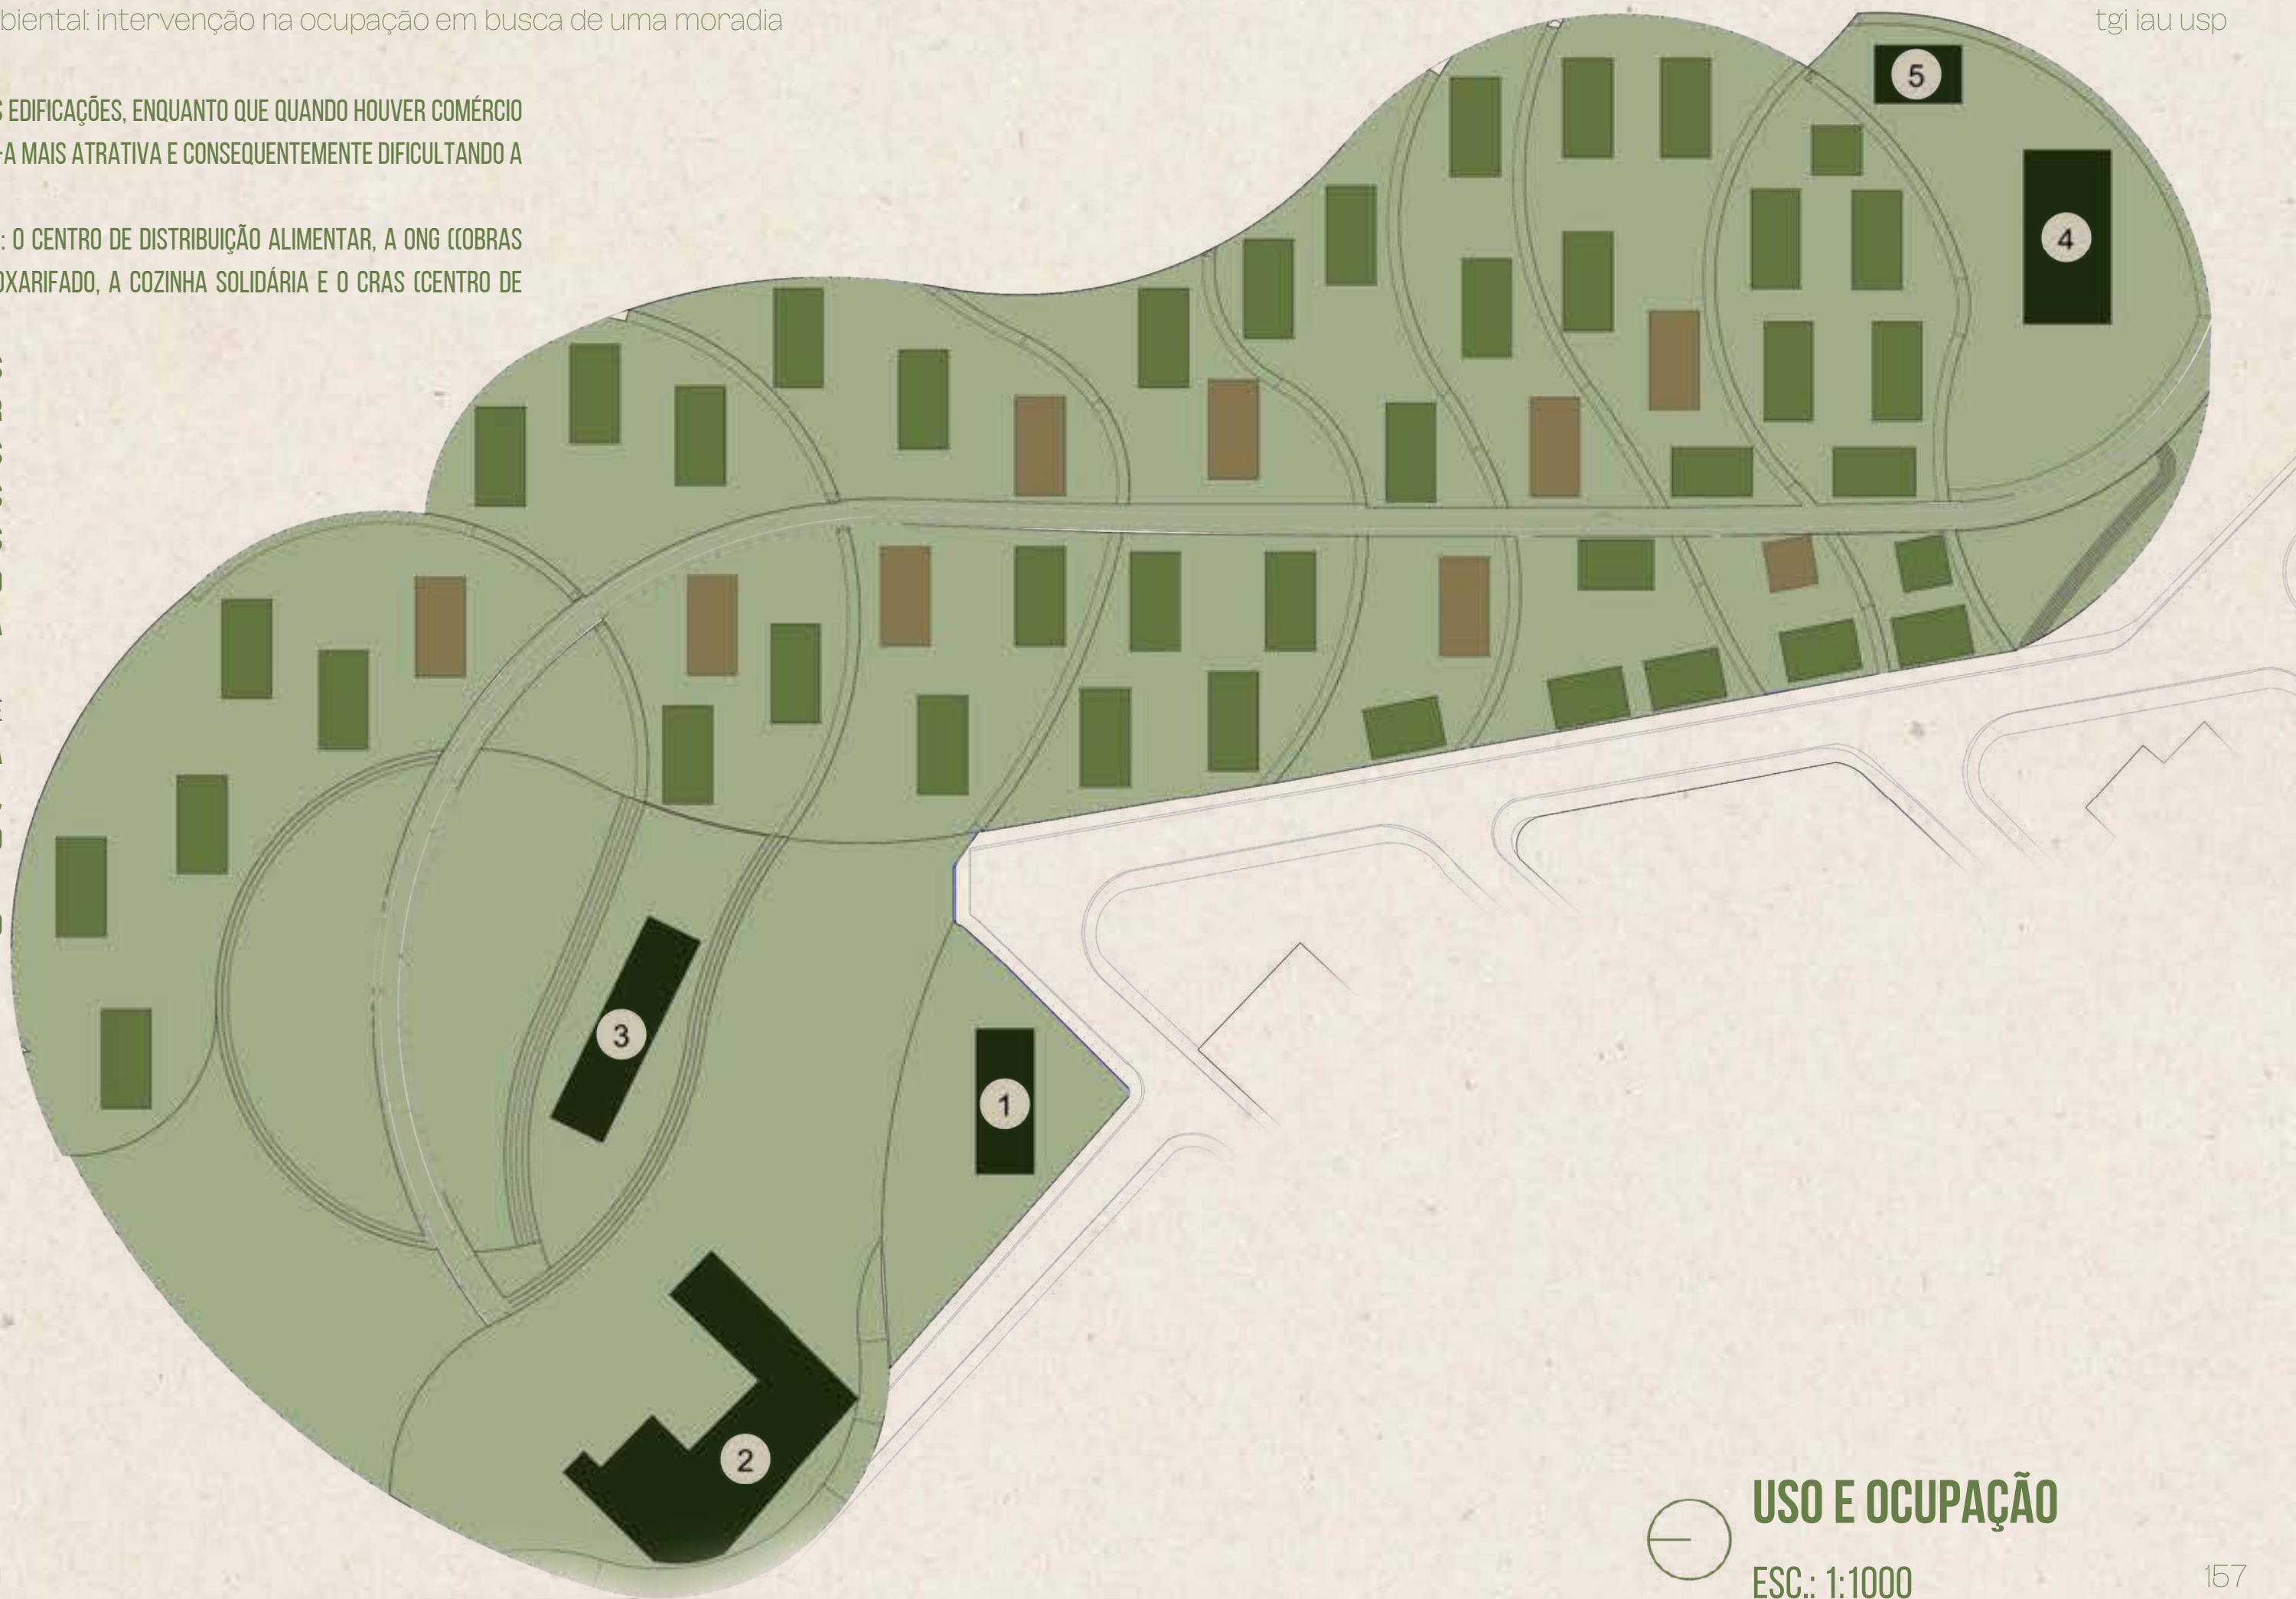 biental: intervenção na ocupação em busca de uma moradia
tgi iau usp
S EDIFICAÇÕES, ENQUANTO QUE QUANDO HOUVER COMÉRCIO
-A MAIS ATRATIVA E CONSEQUENTEMENTE DIFICULTANDO A
: O CENTRO DE DISTRIBUIÇÃO ALIMENTAR, A ONG ((OBRAS
OXARIFADO, A COZINHA SOLIDÁRIA E O CRAS (CENTRO DE
5
4
3
1
2
USO E OCUPAÇÃO
ESC.: 1:1000
157